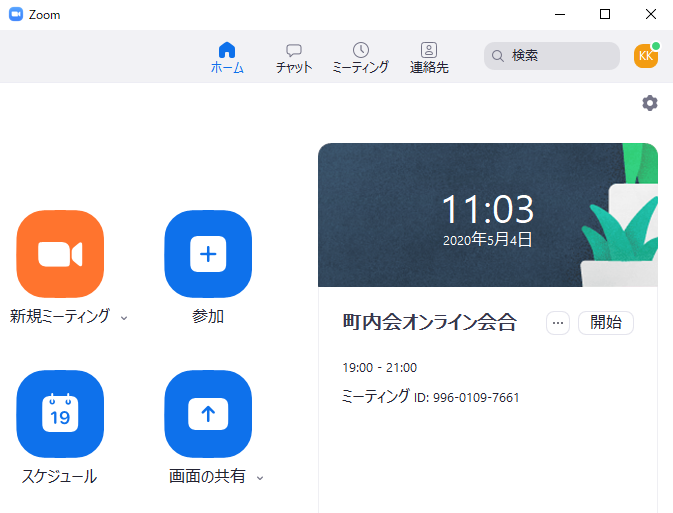 Zoom
ホーム
チャット
ミーティング
連絡先
検索
KK
11:03
2020年5月4日
新規ミーティング
参加
町内会オンライン会合
... 開始
19:00 - 21:00
ミーティング ID: 996-0109-7661
19
スケジュール
画面の共有